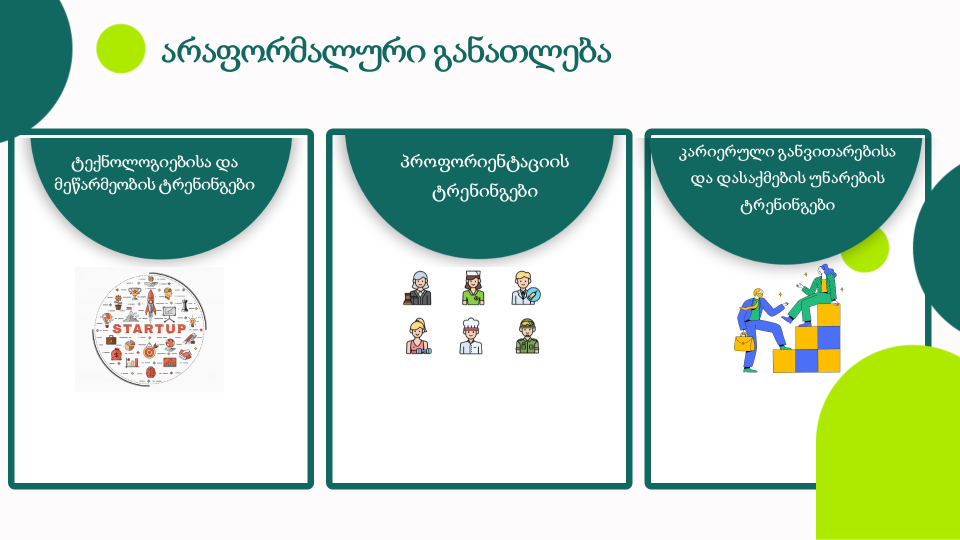 არაფორმალური განათლება
ტექნოლოგიებისა და
მეწარმეობის ტრენინგები
პროფორიენტაციის
ტრენინგები
კარიერული განვითარებისა
და დასაქმების უნარების
ტრენინგები
STARTUP